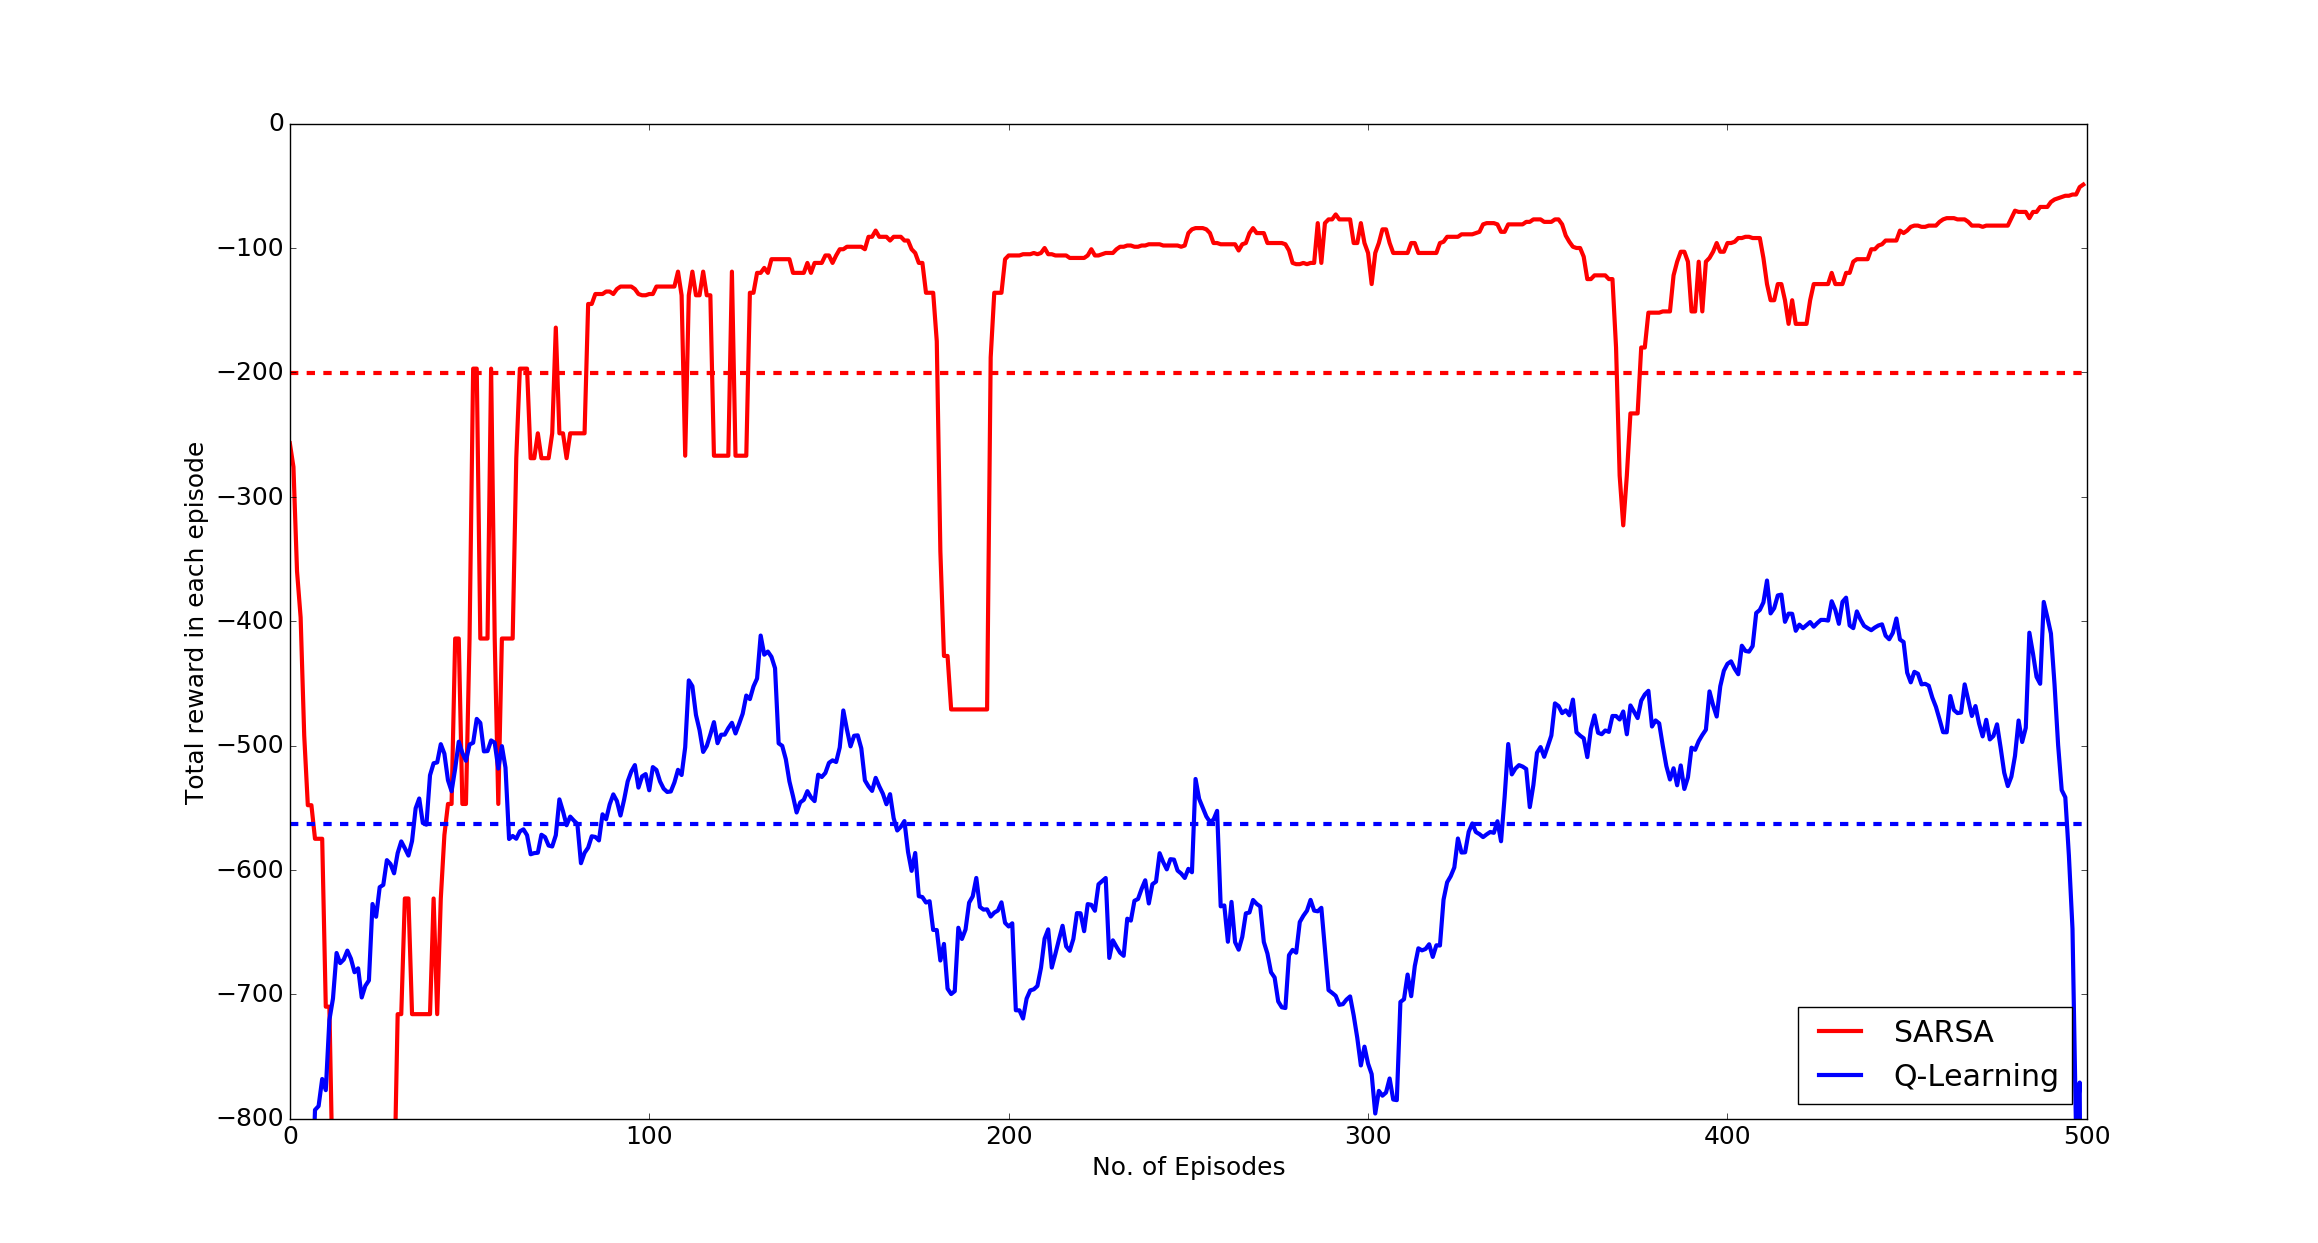 0
−100
−200
−300
−400
−500
−600
−700
−800
Total reward in each episode
0 100 200 300 400 500
No. of Episodes
SARSA
Q-Learning